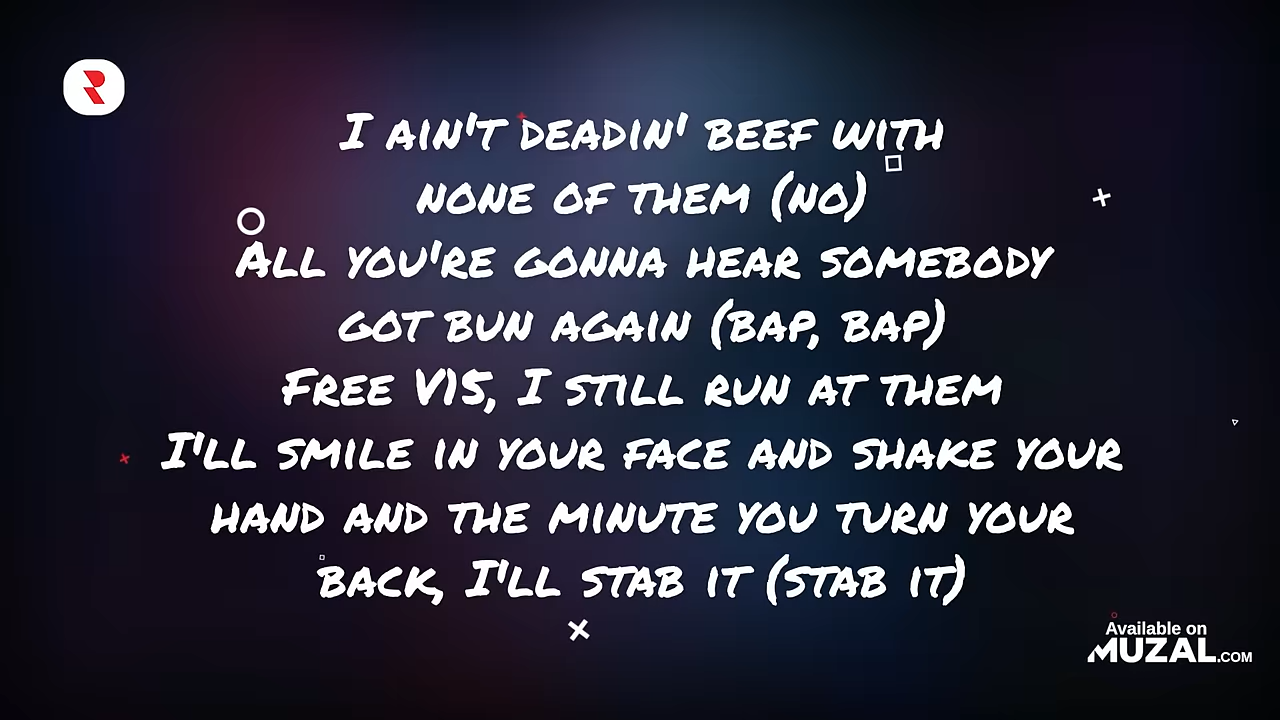 I AIN'T DEADIN' BEEF WITH
NONE OF THEM (NO)
ALL YOU'RE GONNA HEAR SOMEBODY
GOT BUN AGAIN (BAP, BAP)
FREE V15, I STILL RUN AT THEM
I'LL SMILE IN YOUR FACE AND SHAKE YOUR
HAND AND THE MINUTE YOU TURN YOUR
BACK, I'LL STAB IT (STAB IT)
Available on
MUZAL.COM